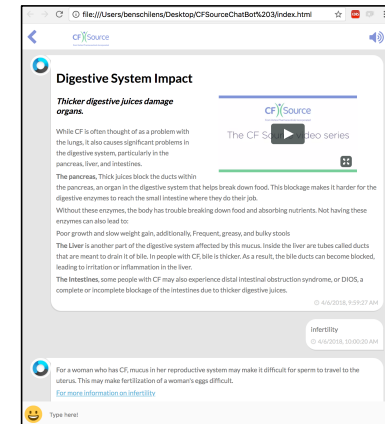 file:///Users/benschilens/Desktop/CFSourceChatBot%203/index.html
CF Source
Digestive System Impact
Thicker digestive juices damage
organs.
CF Source
The CF Source video series
While CF is often thought of as a problem with
the lungs, it also causes significant problems in
the digestive system, particularly in the
pancreas, liver, and intestines.
The pancreas, Thick juices block the ducts within
the pancreas, an organ in the digestive system that helps break down food. This blockage makes it harder for the
digestive enzymes to reach the small intestine where they do their job.
Without these enzymes, the body has trouble breaking down food and absorbing nutrients. Not having these
enzymes can also lead to:
Poor growth and slow weight gain, additionally, Frequent, greasy, and bulky stools
The Liver is another part of the digestive system affected by this mucus. Inside the liver are tubes called ducts
that are meant to drain it of bile. In people with CF, bile is thicker. As a result, the bile ducts can become blocked,
leading to irritation or inflammation in the liver.
The Intestines, some people with CF may also experience distal intestinal obstruction syndrome, or DIOS, a
complete or incomplete blockage of the intestines due to thicker digestive juices.
4/6/2018, 9:59:27 AM
infertility
4/6/2018, 10:00:20 AM
For a woman who has CF, mucus in her reproductive system may make it difficult for sperm to travel to the
uterus. This may make fertilization of a woman's eggs difficult.
For more information on infertility
Type here!